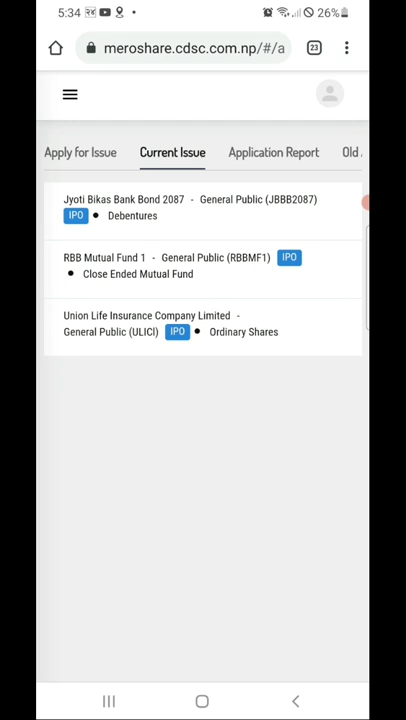 5:34 २४ 26%
meroshare.cdsc.com.np/#/a 23
Apply for Issue Current Issue Application Report Old
Jyoti Bikas Bank Bond 2087 - General Public (JBBB2087)
IPO • Debentures
RBB Mutual Fund 1 - General Public (RBBMF1) IPO
• Close Ended Mutual Fund
Union Life Insurance Company Limited -
General Public (ULICl) IPO • Ordinary Shares